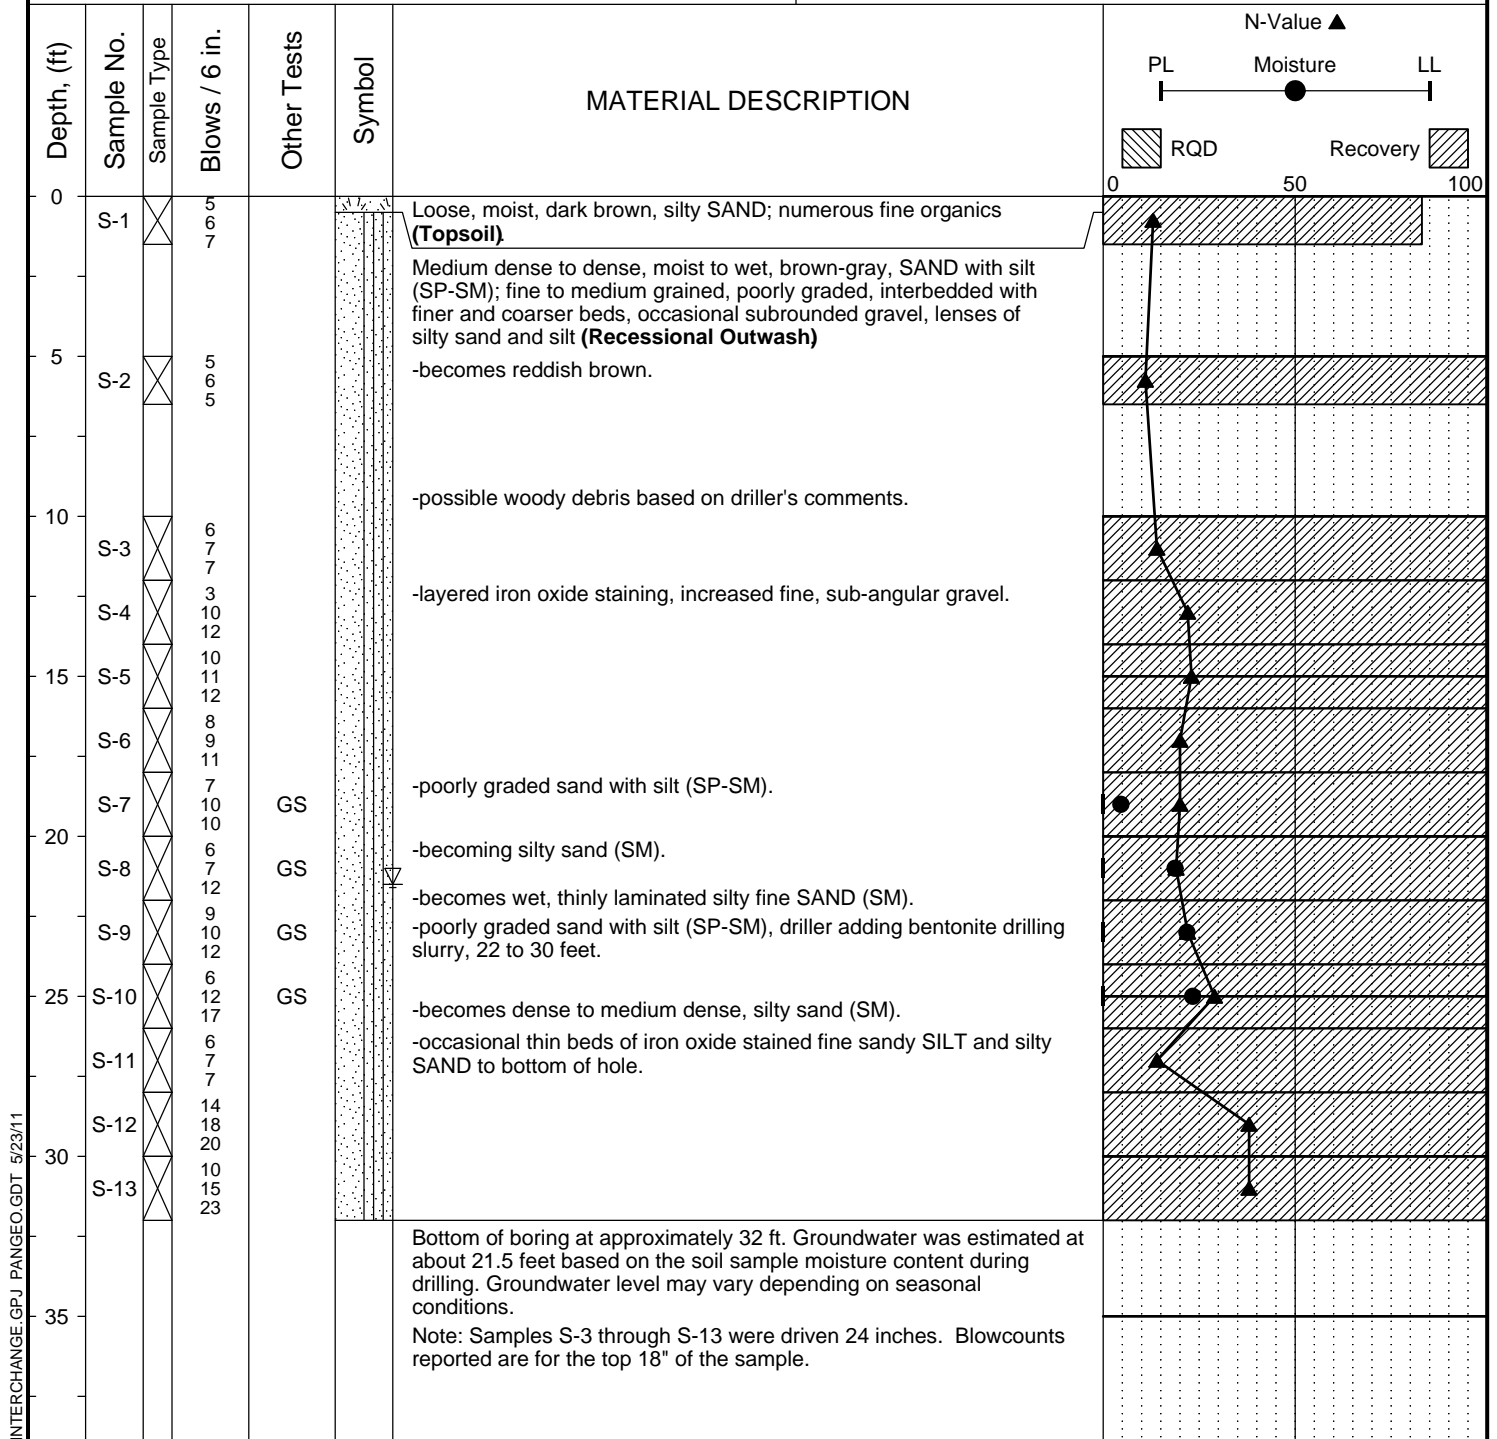 N-Value
PL Moisture LL
RQD Recovery
0 50 100
Depth, (ft)
Sample No.
Sample Type
Blows / 6 in.
Other Tests
Symbol
MATERIAL DESCRIPTION
0
S-1
5
6
7
Loose, moist, dark brown, silty SAND; numerous fine organics
(Topsoil).
Medium dense to dense, moist to wet, brown-gray, SAND with silt
(SP-SM); fine to medium grained, poorly graded, interbedded with
finer and coarser beds, occasional subrounded gravel, lenses of
silty sand and silt (Recessional Outwash)
5
S-2
5
6
5
-becomes reddish brown.
-possible woody debris based on driller's comments.
10
S-3
6
7
7
S-4
3
10
12
-layered iron oxide staining, increased fine, sub-angular gravel.
15
S-5
10
11
12
S-6
8
9
11
S-7
7
10
10
GS
-poorly graded sand with silt (SP-SM).
20
S-8
6
7
12
GS
-becoming silty sand (SM).
-becomes wet, thinly laminated silty fine SAND (SM).
S-9
9
10
12
GS
-poorly graded sand with silt (SP-SM), driller adding bentonite drilling
slurry, 22 to 30 feet.
25
S-10
6
12
17
GS
-becomes dense to medium dense, silty sand (SM).
S-11
6
7
7
-occasional thin beds of iron oxide stained fine sandy SILT and silty
SAND to bottom of hole.
S-12
14
18
20
30
S-13
10
15
23
Bottom of boring at approximately 32 ft. Groundwater was estimated at
about 21.5 feet based on the soil sample moisture content during
drilling. Groundwater level may vary depending on seasonal
conditions.
35
Note: Samples S-3 through S-13 were driven 24 inches. Blowcounts
reported are for the top 18" of the sample.
INTERCHANGE.GPJ PANGEO.GDT 5/23/11